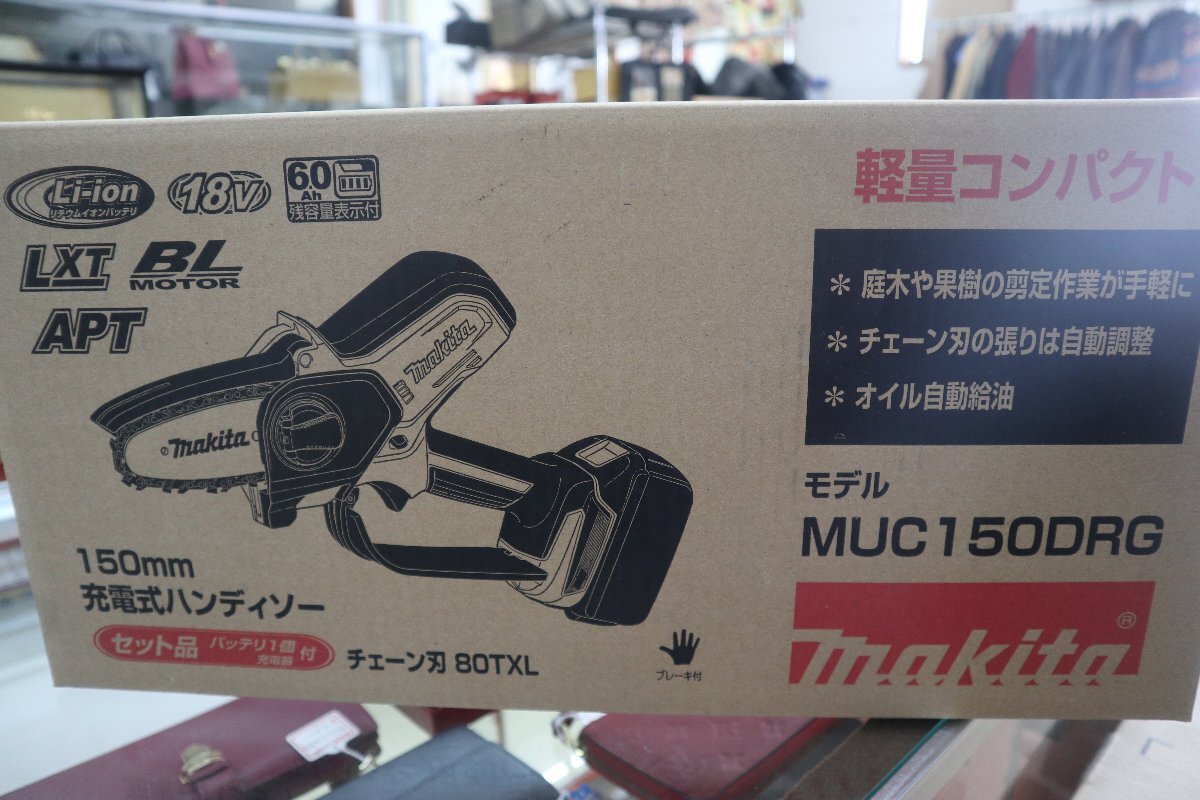 Li-ion
リチウムイオンバッテリ
18V
6.0
Ah
残容量表示付
LXT
BL
MOTOR
APT
makita
makita
150mm
充電式ハンディソー
セット品 バッテリ1個
充電器 付
チェーン刃 80TXL
ブレーキ付
軽量コンパクト
＊ 庭木や果樹の剪定作業が手軽に
＊ チェーン刃の張りは自動調整
＊ オイル自動給油
モデル
MUC150DRG
makita®